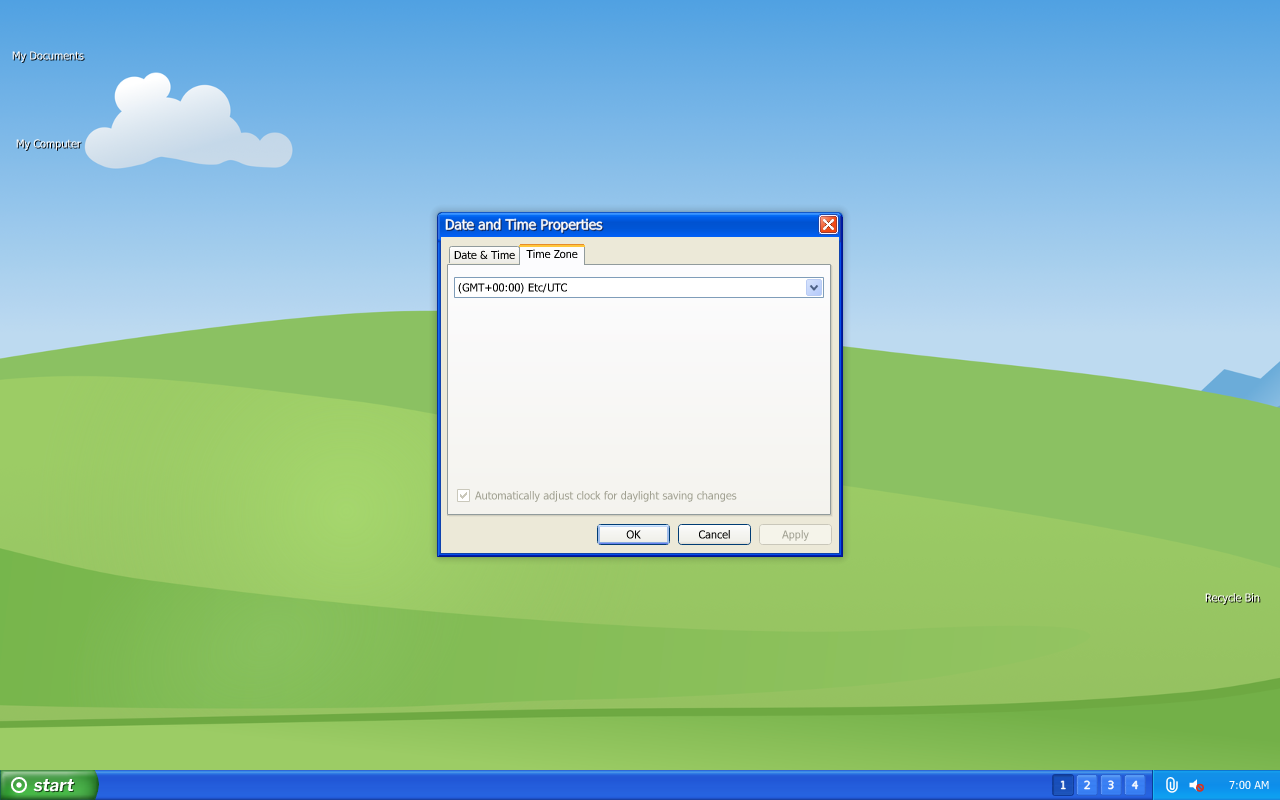 My Documents
My Computer
Date and Time Properties
Date & Time
Time Zone
(GMT+00:00) Etc/UTC
Automatically adjust clock for daylight saving changes
OK
Cancel
Apply
Recycle Bin
start
1
2
3
4
7:00 AM